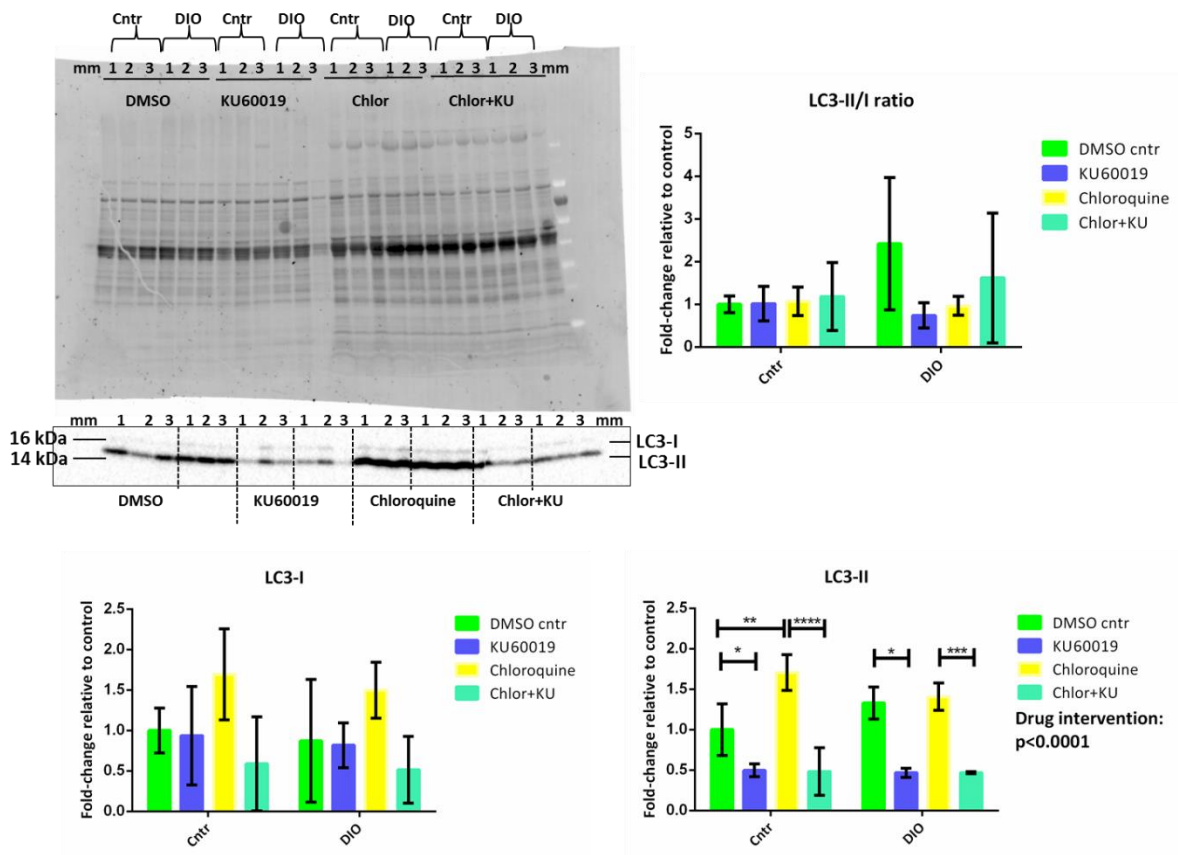 Cntr DIO Cntr DIO Cntr DIO Cntr DIO
mm 1 2 3 1 2 3 1 2 3 1 2 3 1 2 3 1 2 3 1 2 3 1 2 3 mm
DMSO KU60019 Chlor Chlor+KU
mm 1 2 3 1 2 3 1 2 3 1 2 3 1 2 3 1 2 3 1 2 3 1 2 3 mm
16 kDa LC3-I
14 kDa LC3-II
DMSO KU60019 Chloroquine Chlor+KU
LC3-II/I ratio
Fold-change relative to control
5
4
3
2
1
0
Cntr DIO
DMSO cntr
KU60019
Chloroquine
Chlor+KU
LC3-I
Fold-change relative to control
2.5
2.0
1.5
1.0
0.5
0.0
Cntr DIO
DMSO cntr
KU60019
Chloroquine
Chlor+KU
LC3-II
Fold-change relative to control
2.5
2.0
1.5
1.0
0.5
0.0
** ****
* * ***
Cntr DIO
DMSO cntr
KU60019
Chloroquine
Chlor+KU
Drug intervention:
p<0.0001